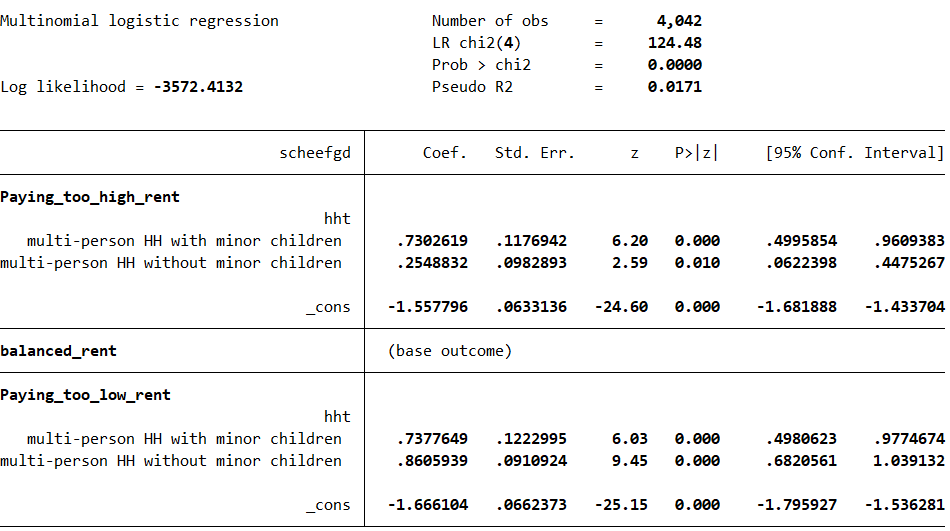 Multinomial logistic regression Number of obs = 4,042
LR chi2(4) = 124.48
Prob > chi2 = 0.0000
Log likelihood = -3572.4132 Pseudo R2 = 0.0171
scheefgd Coef. Std. Err. z P>|z| [95% Conf. Interval]
Paying_too_high_rent
hht
multi-person HH with minor children .7302619 .1176942 6.20 0.000 .4995854 .9609383
multi-person HH without minor children .2548832 .0982893 2.59 0.010 .0622398 .4475267
_cons -1.557796 .0633136 -24.60 0.000 -1.681888 -1.433704
balanced_rent (base outcome)
Paying_too_low_rent
hht
multi-person HH with minor children .7377649 .1222995 6.03 0.000 .4980623 .9774674
multi-person HH without minor children .8605939 .0910924 9.45 0.000 .6820561 1.039132
_cons -1.666104 .0662373 -25.15 0.000 -1.795927 -1.536281